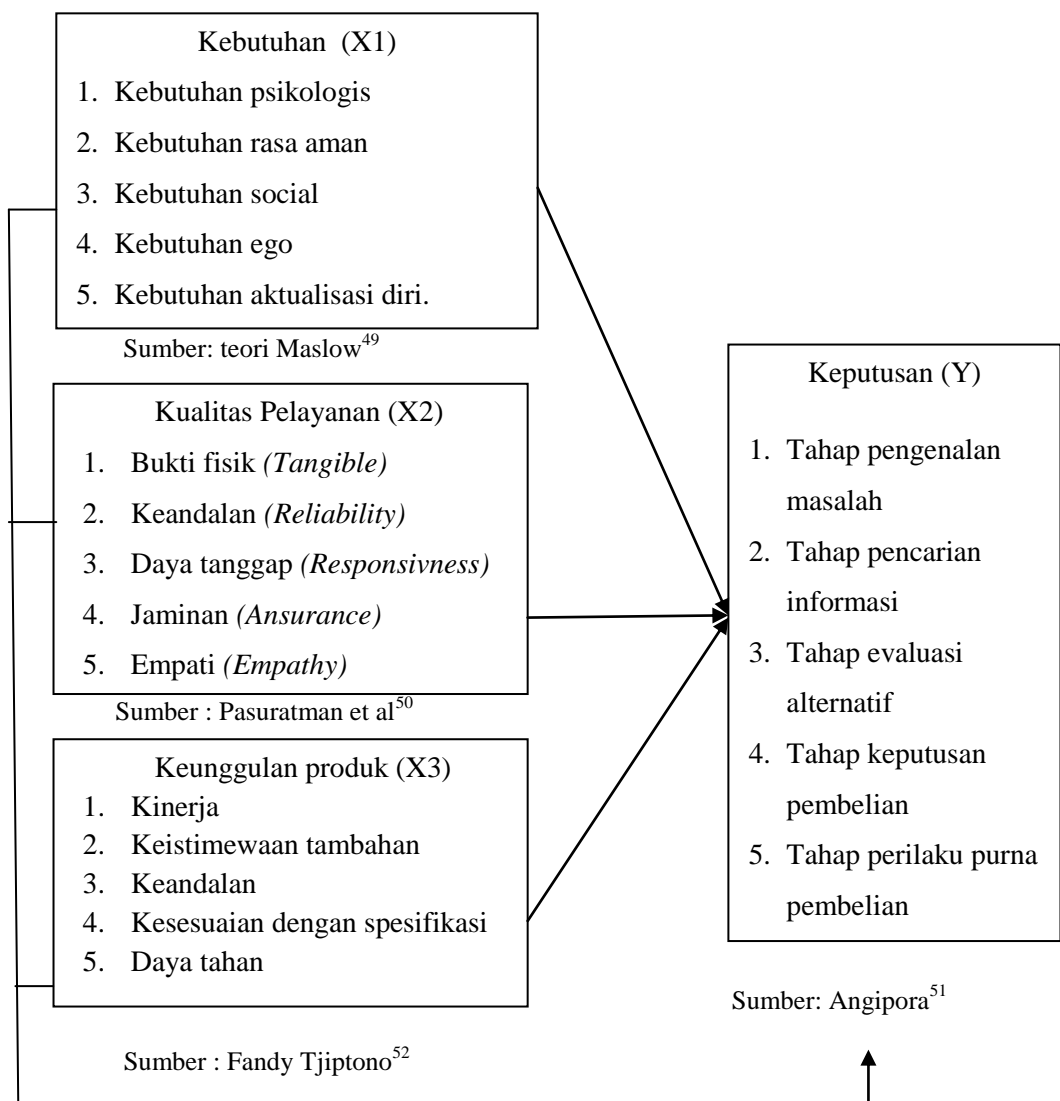 Kebutuhan (X1)
1. Kebutuhan psikologis
2. Kebutuhan rasa aman
3. Kebutuhan social
4. Kebutuhan ego
5. Kebutuhan aktualisasi diri.
Sumber: teori Maslow49
Kualitas Pelayanan (X2)
1. Bukti fisik (Tangible)
2. Keandalan (Reliability)
3. Daya tanggap (Responsivness)
4. Jaminan (Ansurance)
5. Empati (Empathy)
Sumber : Pasuratman et al50
Keunggulan produk (X3)
1. Kinerja
2. Keistimewaan tambahan
3. Keandalan
4. Kesesuaian dengan spesifikasi
5. Daya tahan
Sumber : Fandy Tjiptono52
Keputusan (Y)
1. Tahap pengenalan
masalah
2. Tahap pencarian
informasi
3. Tahap evaluasi
alternatif
4. Tahap keputusan
pembelian
5. Tahap perilaku purna
pembelian
Sumber: Angipora51